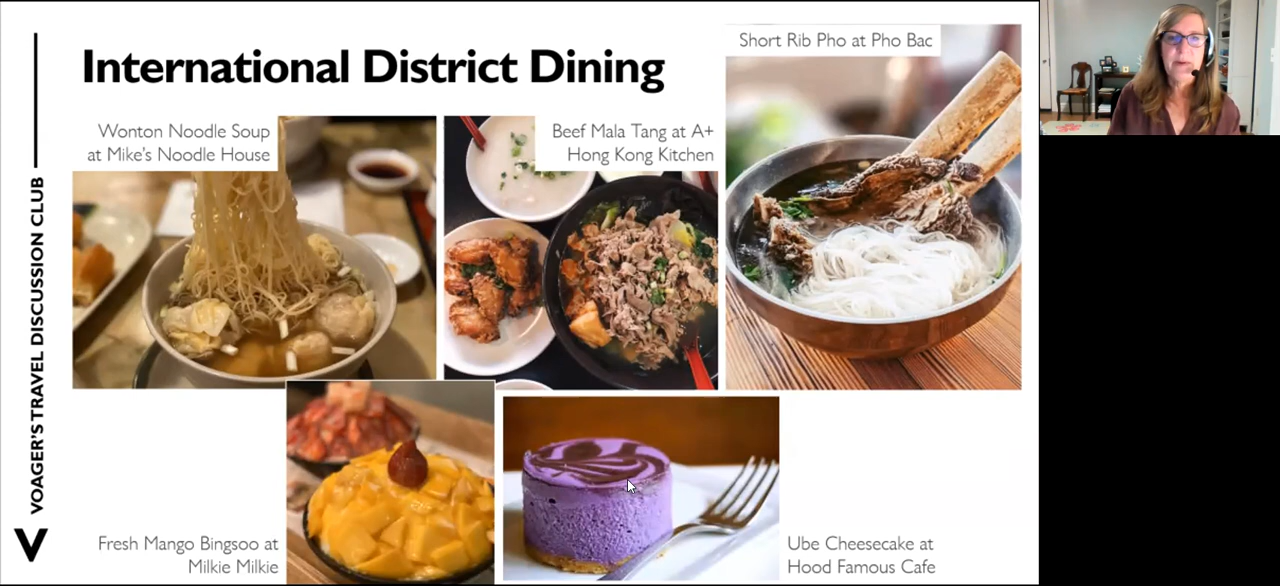 International District Dining
Short Rib Pho at Pho Bac
Wonton Noodle Soup
at Mike's Noodle House
Beef Mala Tang at A+
Hong Kong Kitchen
VOAGER'S TRAVEL DISCUSSION CLUB
Fresh Mango Bingsoo at
Milkie Milkie
Ube Cheesecake at
Hood Famous Cafe